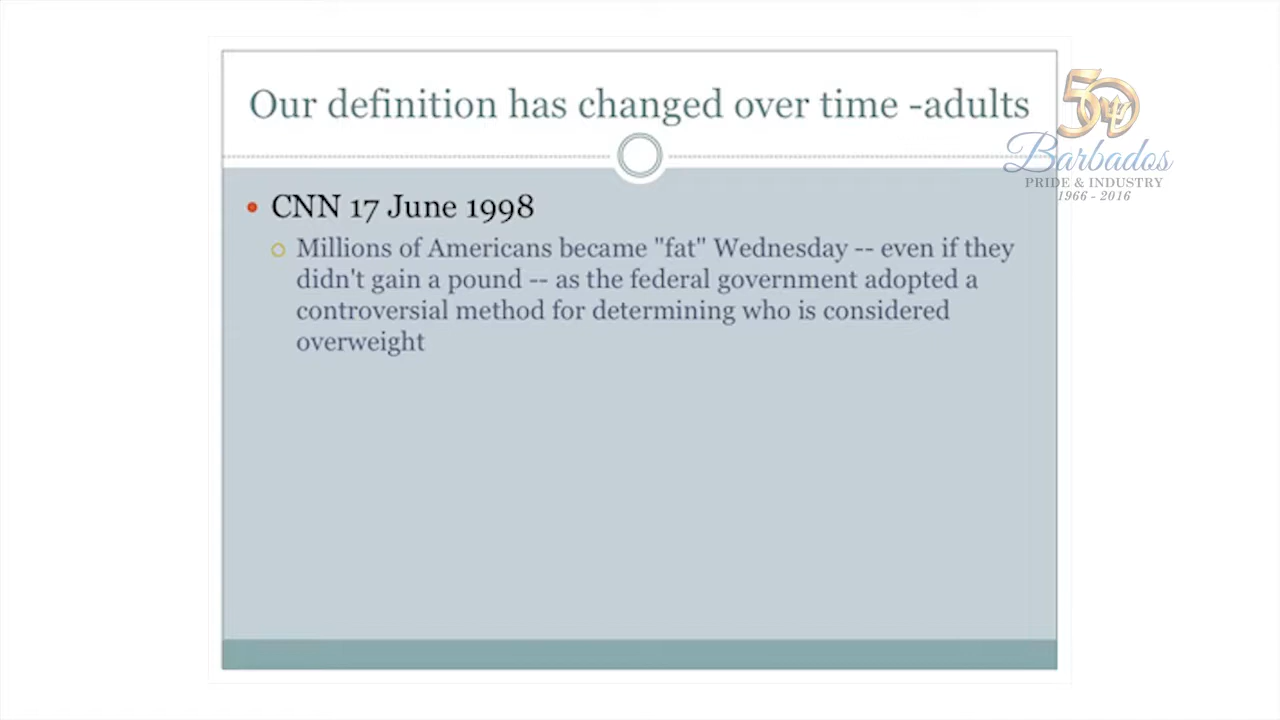 Our definition has changed over time -adults
50
Barbados
PRIDE & INDUSTRY
1966 - 2016
CNN 17 June 1998
Millions of Americans became "fat" Wednesday -- even if they
didn't gain a pound -- as the federal government adopted a
controversial method for determining who is considered
overweight